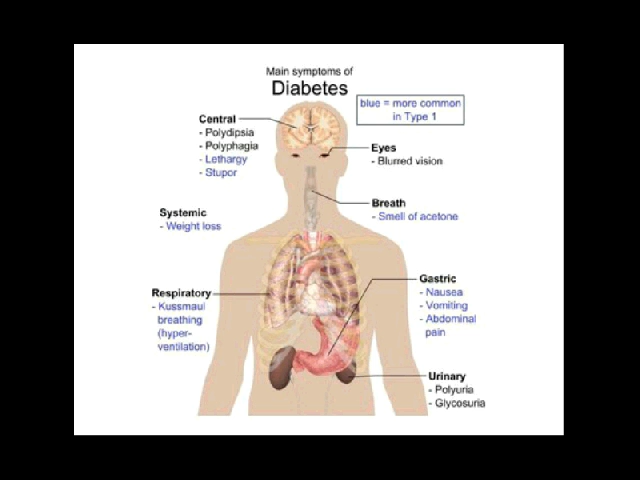 Main symptoms of
Diabetes
blue = more common
in Type 1
Central
- Polydipsia
- Polyphagia
- Lethargy
- Stupor
Eyes
- Blurred vision
Breath
- Smell of acetone
Systemic
- Weight loss
Respiratory
- Kussmaul
breathing
(hyper-
ventilation)
Gastric
- Nausea
- Vomiting
- Abdominal
pain
Urinary
- Polyuria
- Glycosuria